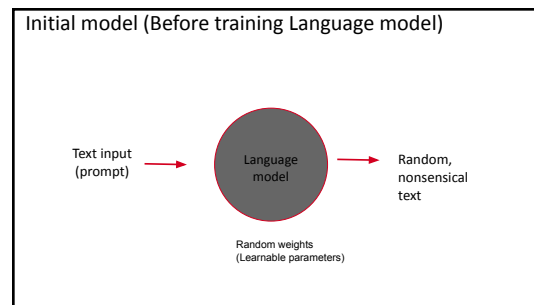 Initial model (Before training Language model)
Text input
(prompt)
Language
model
Random,
nonsensical
text
Random weights
(Learnable parameters)